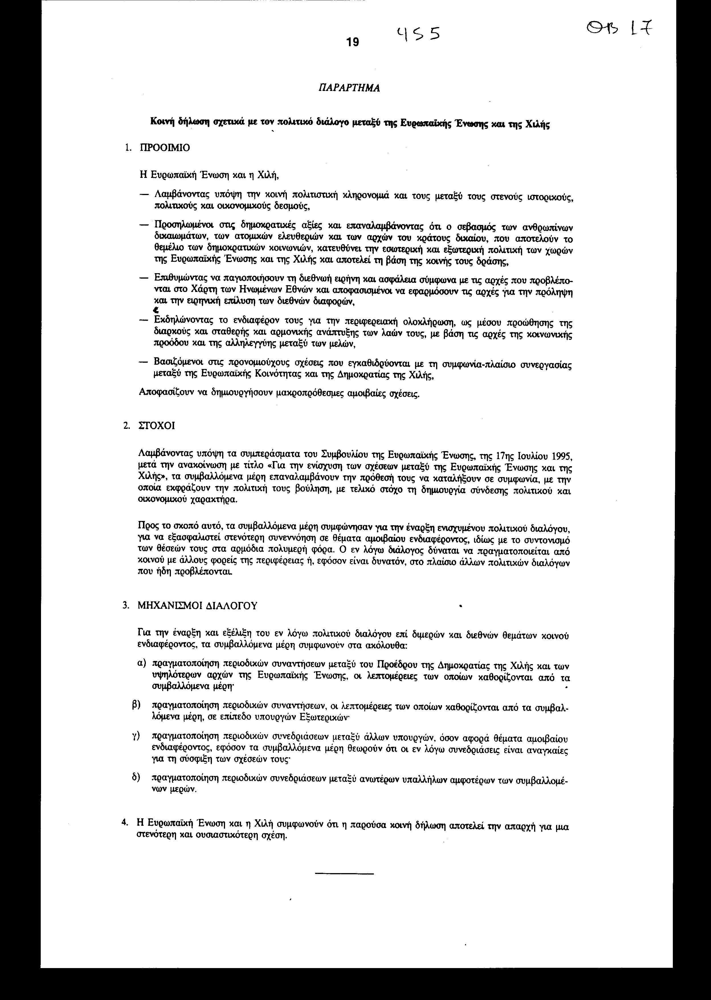 19
455
ΘΒ 17
ΠΑΡΑΡΤΗΜΑ
Κοινή δήλωση σχετικά με τον πολιτικό διάλογο μεταξύ της Ευρωπαϊκής Ένωσης και της Χιλής
1. ΠΡΟΟΙΜΙΟ
Η Ευρωπαϊκή Ένωση και η Χιλή,
— Λαμβάνοντας υπόψη την κοινή πολιτιστική κληρονομιά και τους μεταξύ τους στενούς ιστορικούς,
πολιτικούς και οικονομικούς δεσμούς,
— Προσηλωμένοι στις δημοκρατικές αξίες και επαναλαμβάνοντας ότι ο σεβασμός των ανθρωπίνων
δικαιωμάτων, των ατομικών ελευθεριών και των αρχών του κράτους δικαίου, που αποτελούν το
θεμέλιο των δημοκρατικών κοινωνιών, κατευθύνει την εσωτερική και εξωτερική πολιτική των χωρών
της Ευρωπαϊκής Ένωσης και της Χιλής και αποτελεί τη βάση της κοινής τους δράσης,
— Επιθυμώντας να παγιοποιήσουν τη διεθνωή ειρήνη και ασφάλεια σύμφωνα με τις αρχές που προβλέπο-
νται στο Χάρτη των Ηνωμένων Εθνών και αποφασισμένοι να εφαρμόσουν τις αρχές για την πρόληψη
και την ειρηνική επίλυση των διεθνών διαφορών,
— Εκδηλώνοντας το ενδιαφέρον τους για την περιφερειακή ολοκλήρωση, ως μέσου προώθησης της
διαρκούς και σταθερής και αρμονικής ανάπτυξης των λαών τους, με βάση τις αρχές της κοινωνικής
προόδου και της αλληλεγγύης μεταξύ των μελών,
— Βασιζόμενοι στις προνομιούχους σχέσεις που εγκαθιδρύονται με τη συμφωνία-πλαίσιο συνεργασίας
μεταξύ της Ευρωπαϊκής Κοινότητας και της Δημοκρατίας της Χιλής,
Αποφασίζουν να δημιουργήσουν μακροπρόθεσμες αμοιβαίες σχέσεις.
2. ΣΤΟΧΟΙ
Λαμβάνοντας υπόψη τα συμπεράσματα του Συμβουλίου της Ευρωπαϊκής Ένωσης, της 17ης Ιουλίου 1995,
μετά την ανακοίνωση με τίτλο «Για την ενίσχυση των σχέσεων μεταξύ της Ευρωπαϊκής Ένωσης και της
Χιλής», τα συμβαλλόμενα μέρη επαναλαμβάνουν την πρόθεσή τους να καταλήξουν σε συμφωνία, με την
οποία εκφράζουν την πολιτική τους βούληση, με τελικό στόχο τη δημιουργία σύνδεσης πολιτικού και
οικονομικού χαρακτήρα.
Προς το σκοπό αυτό, τα συμβαλλόμενα μέρη συμφώνησαν για την έναρξη ενισχυμένου πολιτικού διαλόγου,
για να εξασφαλιστεί στενότερη συνεννόηση σε θέματα αμοιβαίου ενδιαφέροντος, ιδίως με το συντονισμό
των θέσεών τους στα αρμόδια πολυμερή φόρα. Ο εν λόγω διάλογος δύναται να πραγματοποιείται από
κοινού με άλλους φορείς της περιφέρειας ή, εφόσον είναι δυνατόν, στο πλαίσιο άλλων πολιτικών διαλόγων
που ήδη προβλέπονται.
3. ΜΗΧΑΝΙΣΜΟΙ ΔΙΑΛΟΓΟΥ
Για την έναρξη και εξέλιξη του εν λόγω πολιτικού διαλόγου επί διμερών και διεθνών θεμάτων κοινού
ενδιαφέροντος, τα συμβαλλόμενα μέρη συμφωνούν στα ακόλουθα:
α) πραγματοποίηση περιοδικών συναντήσεων μεταξύ του Προέδρου της Δημοκρατίας της Χιλής και των
υψηλότερων αρχών της Ευρωπαϊκής Ένωσης, οι λεπτομέρειες των οποίων καθορίζονται από τα
συμβαλλόμενα μέρη·
β) πραγματοποίηση περιοδικών συναντήσεων, οι λεπτομέρειες των οποίων καθορίζονται από τα συμβαλ-
λόμενα μέρη, σε επίπεδο υπουργών Εξωτερικών·
γ) πραγματοποίηση περιοδικών συνεδριάσεων μεταξύ άλλων υπουργών, όσον αφορά θέματα αμοιβαίου
ενδιαφέροντος, εφόσον τα συμβαλλόμενα μέρη θεωρούν ότι οι εν λόγω συνεδριάσεις είναι αναγκαίες
για τη σύσφιξη των σχέσεών τους·
δ) πραγματοποίηση περιοδικών συνεδριάσεων μεταξύ ανωτέρων υπαλλήλων αμφοτέρων των συμβαλλομέ-
νων μερών.
4. Η Ευρωπαϊκή Ένωση και η Χιλή συμφωνούν ότι η παρούσα κοινή δήλωση αποτελεί την απαρχή για μια
στενότερη και ουσιαστικότερη σχέση.